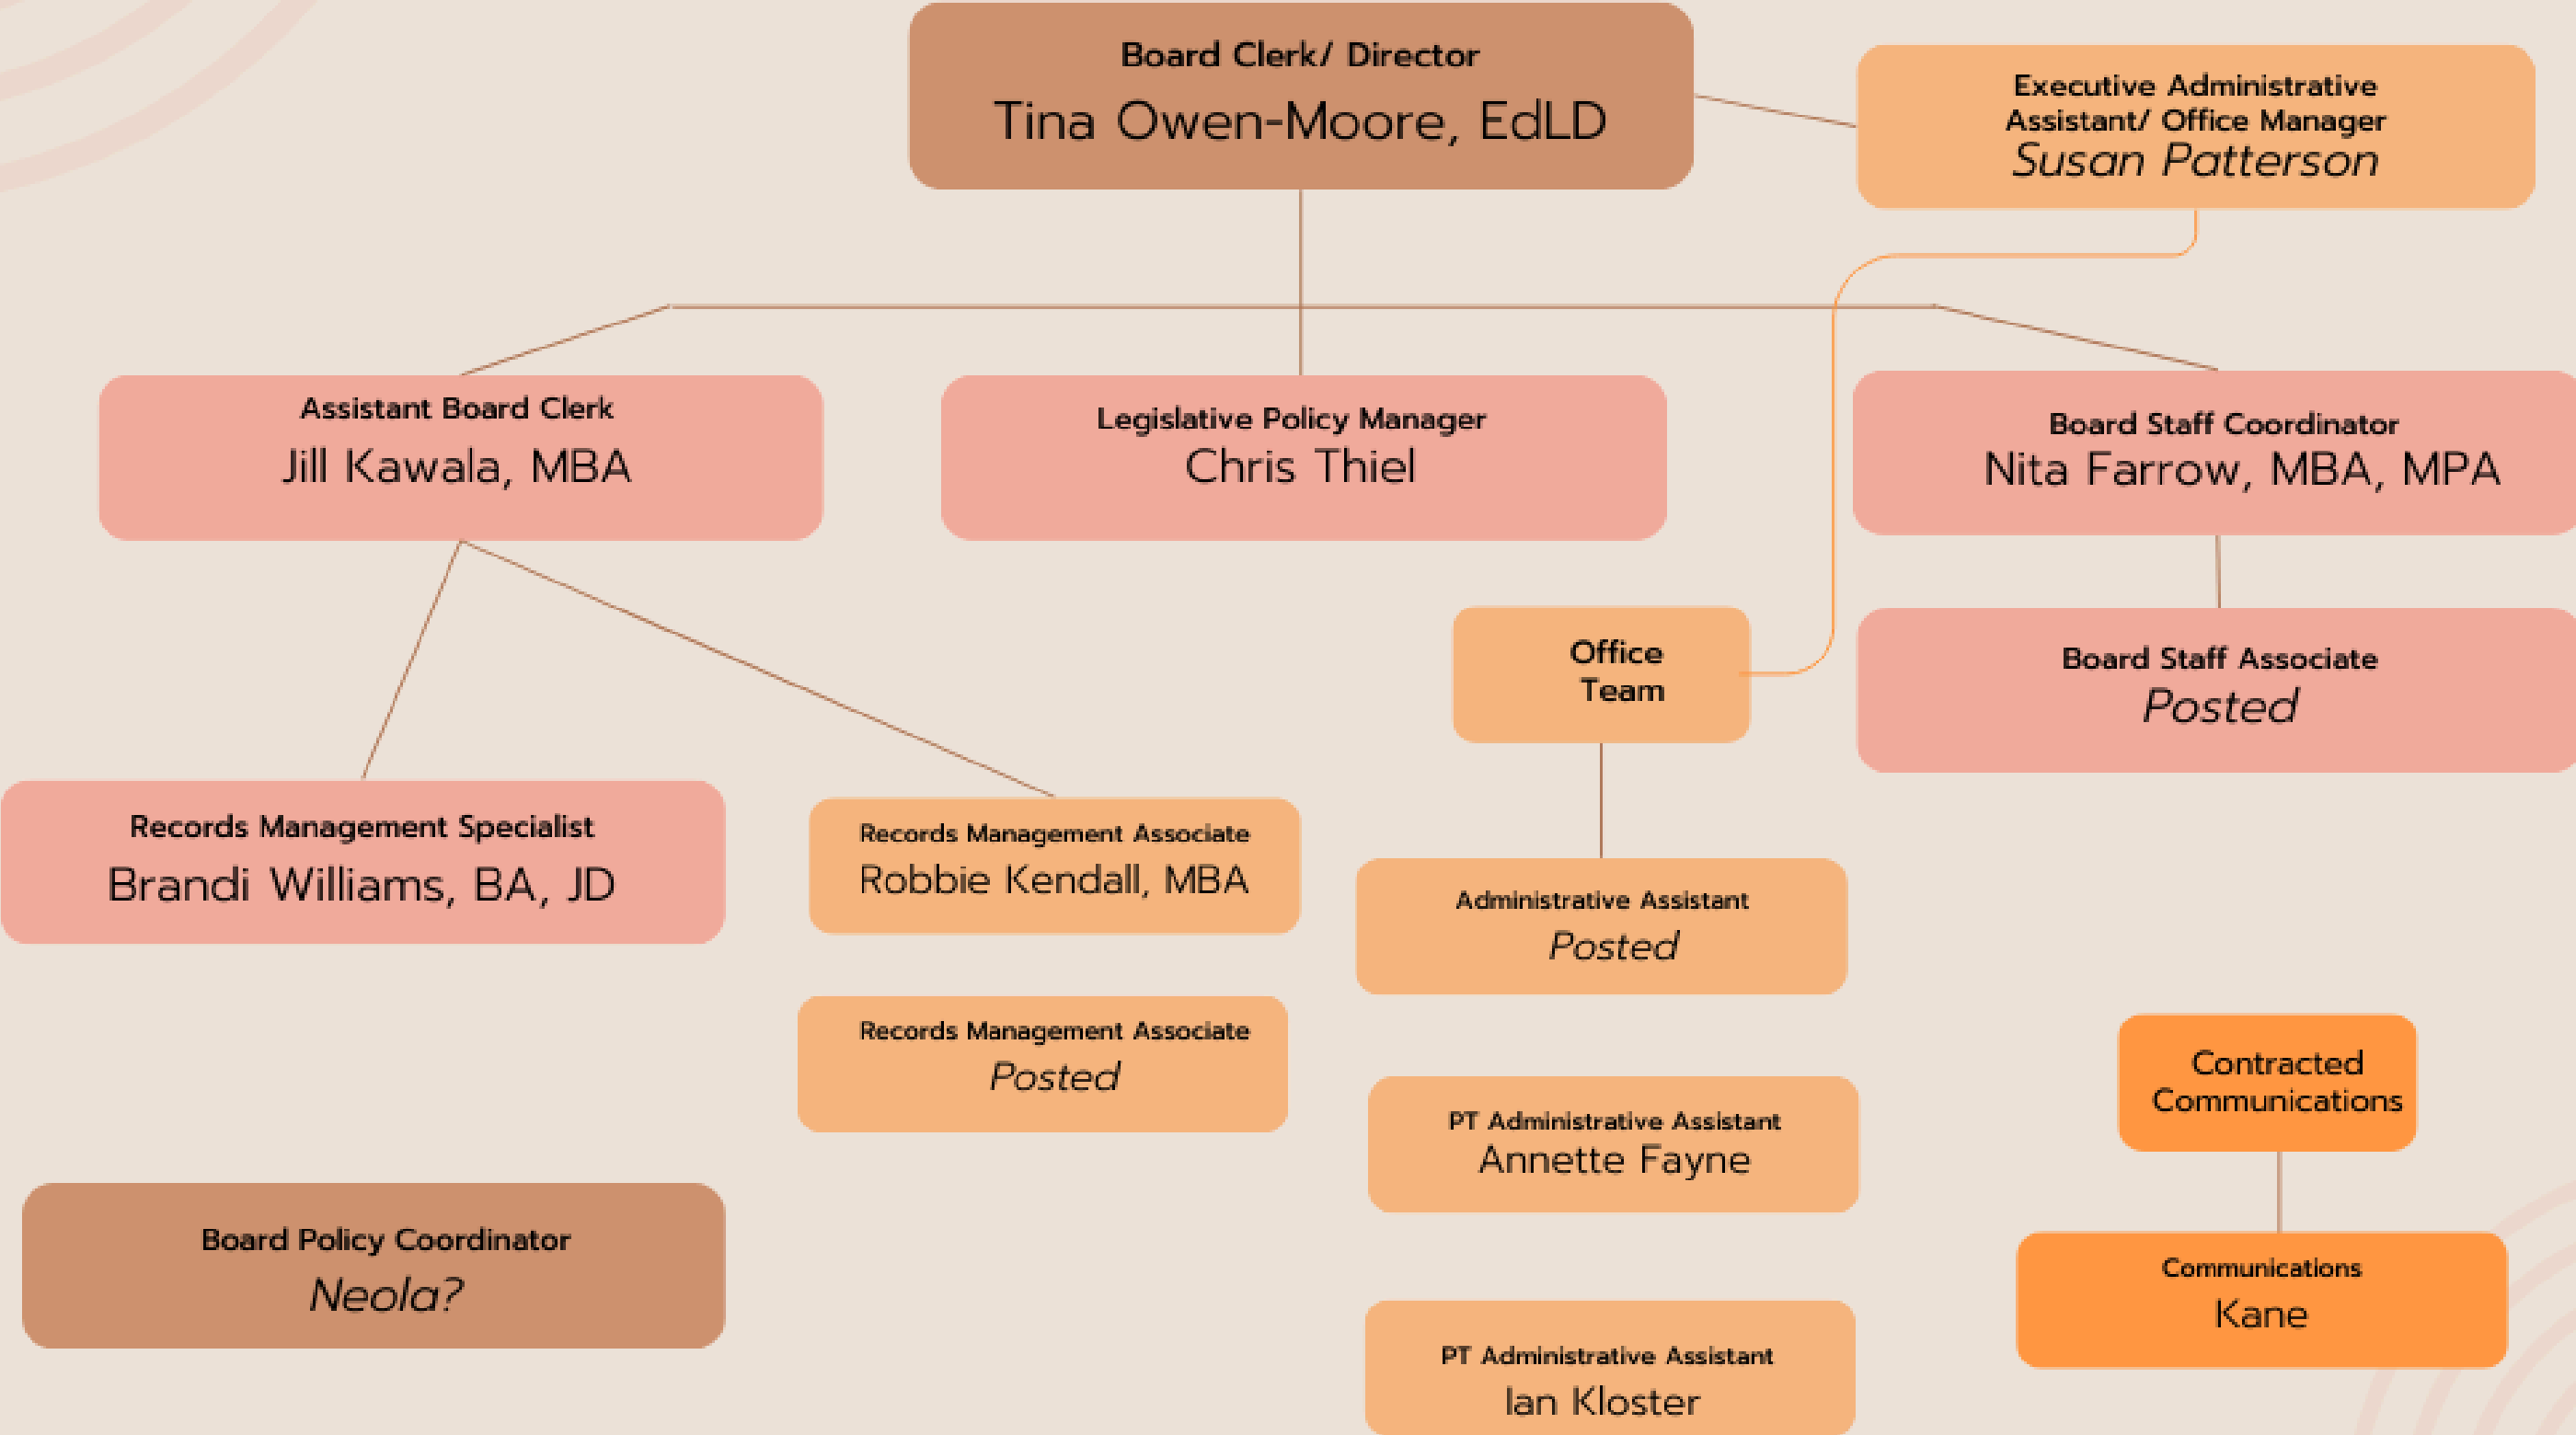 Board Clerk/ Director
Tina Owen-Moore, EdLD
Executive Administrative
Assistant/ Office Manager
Susan Patterson
Assistant Board Clerk
Jill Kawala, MBA
Legislative Policy Manager
Chris Thiel
Board Staff Coordinator
Nita Farrow, MBA, MPA
Office
Team
Board Staff Associate
Posted
Records Management Specialist
Brandi Williams, BA, JD
Records Management Associate
Robbie Kendall, MBA
Administrative Assistant
Posted
Records Management Associate
Posted
Contracted
Communications
PT Administrative Assistant
Annette Fayne
Board Policy Coordinator
Neola?
Communications
Kane
PT Administrative Assistant
Ian Kloster